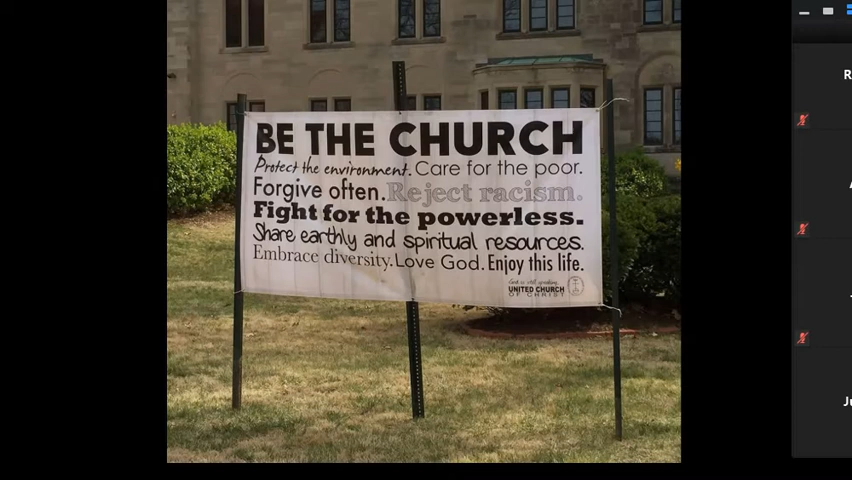 BE THE CHURCH
Protect the environment. Care for the poor.
Forgive often. Reject racism.
Fight for the powerless.
Share earthly and spiritual resources.
Embrace diversity. Love God. Enjoy this life.
God is still speaking,
UNITED CHURCH
OF CHRIST
R
Ju